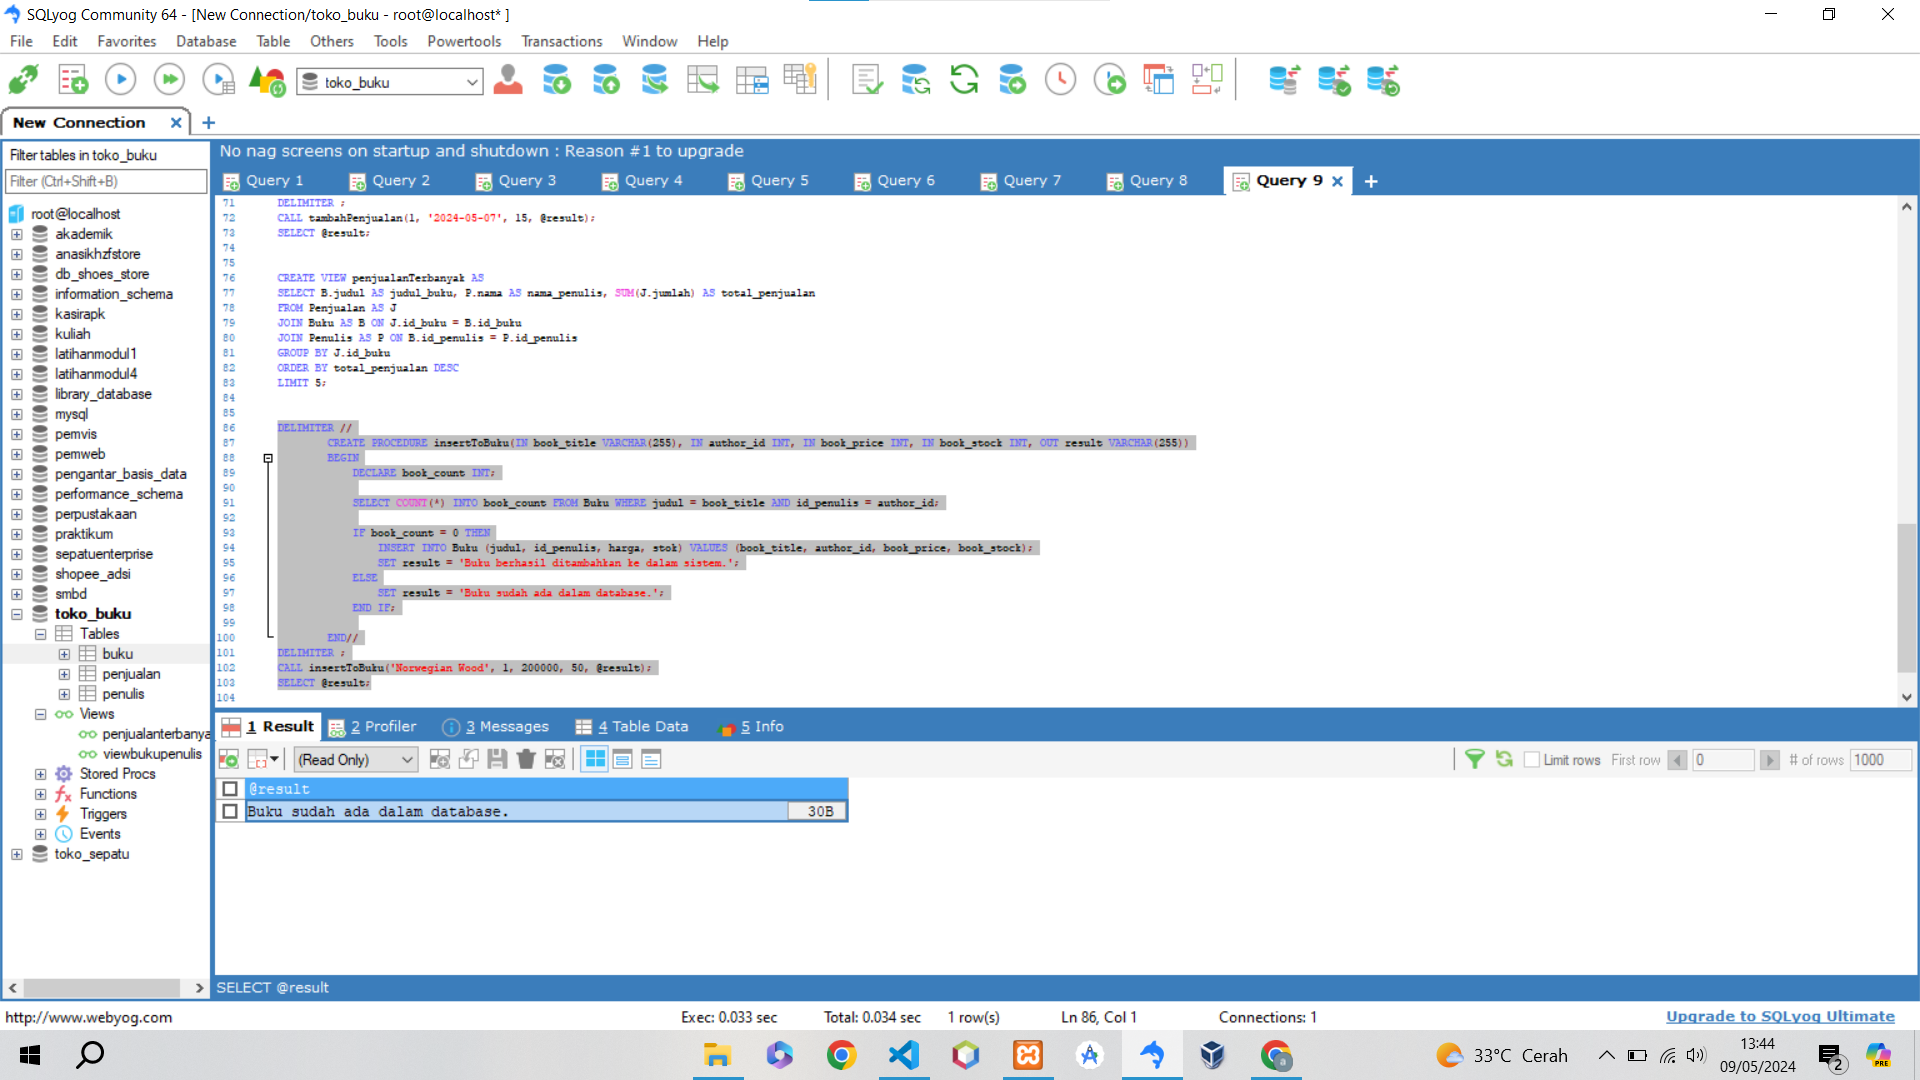 SQLyog Community 64 - [New Connection/toko_buku - root@localhost* ]
File Edit Favorites Database Table Others Tools Powertools Transactions Window Help
toko_buku
New Connection
Filter tables in toko_buku
Filter (Ctrl+Shift+B)
root@localhost
akademik
anasikhzfstore
db_shoes_store
information_schema
kasirapk
kuliah
latihanmodul1
latihanmodul4
library_database
mysql
pemvis
pemweb
pengantar_basis_data
performance_schema
perpustakaan
praktikum
sepatuenterprise
shopee_adsi
smbd
toko_buku
Tables
buku
penjualan
penulis
Views
penjualanterbanya
viewbukupenulis
Stored Procs
Functions
Triggers
Events
toko_sepatu
No nag screens on startup and shutdown : Reason #1 to upgrade
Query 1 Query 2 Query 3 Query 4 Query 5 Query 6 Query 7 Query 8 Query 9
71 DELIMITER ;
72 CALL tambahPenjualan(1, '2024-05-07', 15, @result);
73 SELECT @result;
74
75
76 CREATE VIEW penjualanTerbanyak AS
77 SELECT B.judul AS judul_buku, P.nama AS nama_penulis, SUM(J.jumlah) AS total_penjualan
78 FROM Penjualan AS J
79 JOIN Buku AS B ON J.id_buku = B.id_buku
80 JOIN Penulis AS P ON B.id_penulis = P.id_penulis
81 GROUP BY J.id_buku
82 ORDER BY total_penjualan DESC
83 LIMIT 5;
84
85
86 DELIMITER //
87 CREATE PROCEDURE insertToBuku(IN book_title VARCHAR(255), IN author_id INT, IN book_price INT, IN book_stock INT, OUT result VARCHAR(255))
88 BEGIN
89 DECLARE book_count INT;
90
91 SELECT COUNT(*) INTO book_count FROM Buku WHERE judul = book_title AND id_penulis = author_id;
92
93 IF book_count = 0 THEN
94 INSERT INTO Buku (judul, id_penulis, harga, stok) VALUES (book_title, author_id, book_price, book_stock);
95 SET result = 'Buku berhasil ditambahkan ke dalam sistem.';
96 ELSE
97 SET result = 'Buku sudah ada dalam database.';
98 END IF;
99
100 END//
101 DELIMITER ;
102 CALL insertToBuku('Norwegian Wood', 1, 200000, 50, @result);
103 SELECT @result;
104
1 Result 2 Profiler 3 Messages 4 Table Data 5 Info
(Read Only) Limit rows First row 0 # of rows 1000
@result
Buku sudah ada dalam database. 30B
SELECT @result
http://www.webyog.com Exec: 0.033 sec Total: 0.034 sec 1 row(s) Ln 86, Col 1 Connections: 1 Upgrade to SQLyog Ultimate
33°C Cerah
13:44
09/05/2024
2
PRE